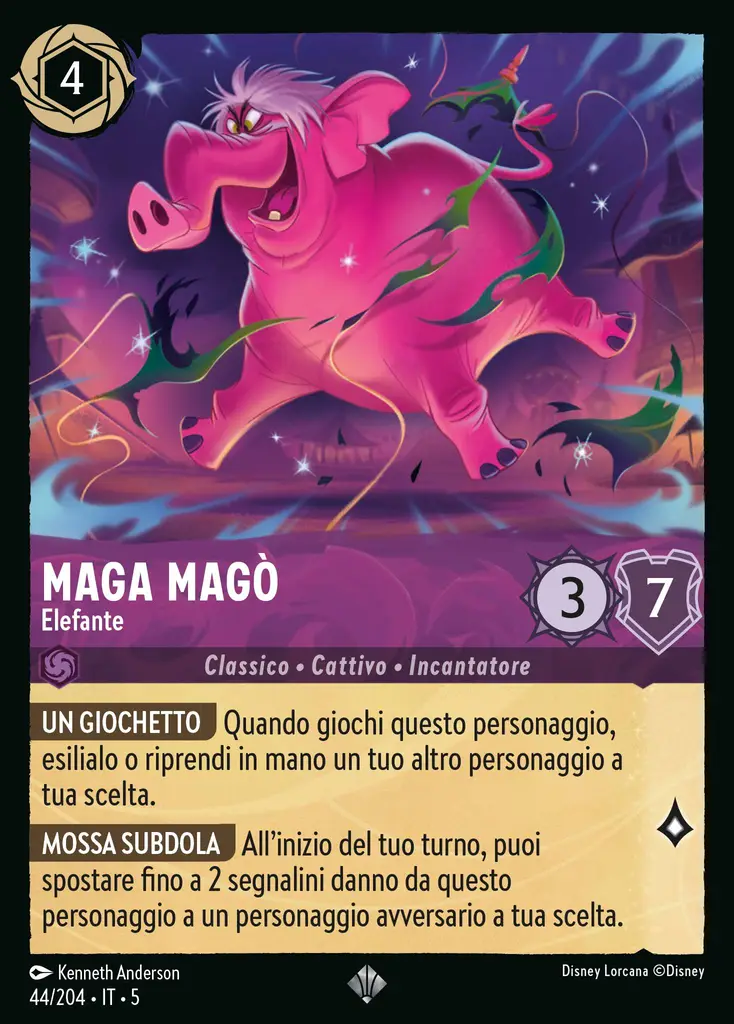 4
MAGA MAGÒ
Elefante
3
7
Classico • Cattivo • Incantatore
UN GIOCHETTO Quando giochi questo personaggio,
esilialo o riprendi in mano un tuo altro personaggio a
tua scelta.
MOSSA SUBDOLA All'inizio del tuo turno, puoi
spostare fino a 2 segnalini danno da questo
personaggio a un personaggio avversario a tua scelta.
Kenneth Anderson
Disney Lorcana ©Disney
44/204 • IT • 5